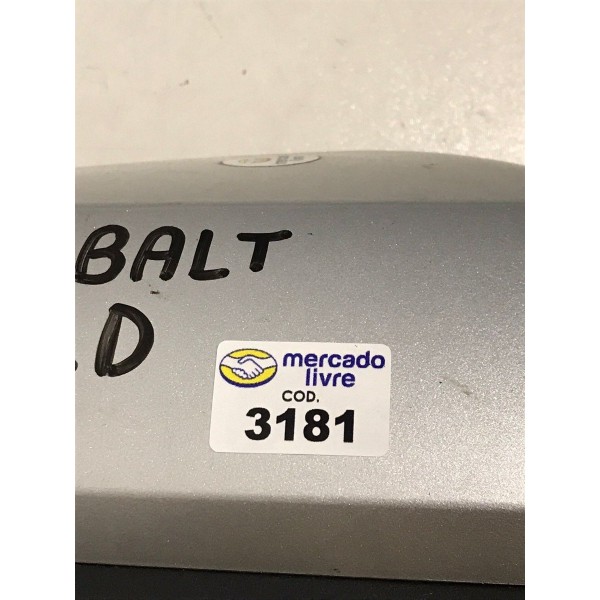 BALT
.D
mercado
livre
COD.
3181